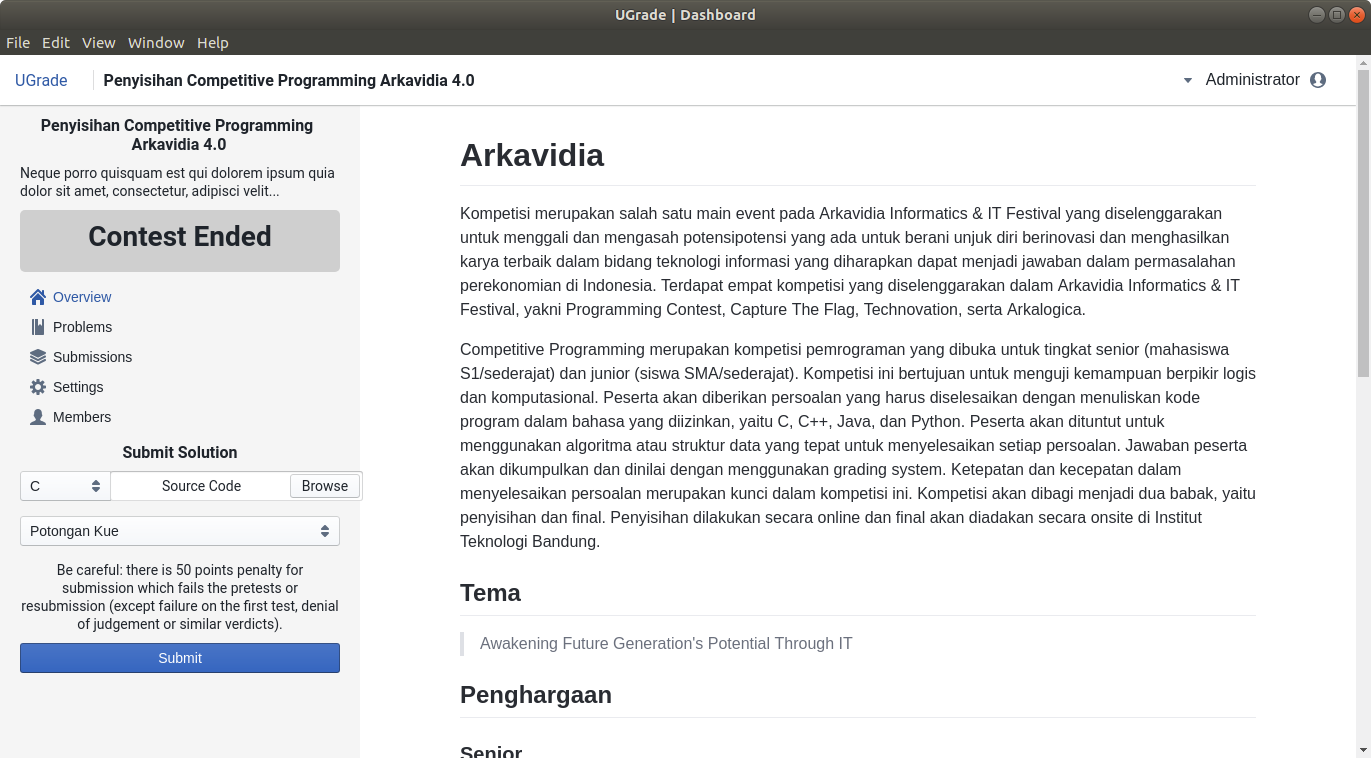 UGrade | Dashboard
File Edit View Window Help
UGrade Penyisihan Competitive Programming Arkavidia 4.0 Administrator
Penyisihan Competitive Programming
Arkavidia 4.0
Neque porro quisquam est qui dolorem ipsum quia
dolor sit amet, consectetur, adipisci velit...
Contest Ended
Overview
Problems
Submissions
Settings
Members
Submit Solution
C Source Code Browse
Potongan Kue
Be careful: there is 50 points penalty for
submission which fails the pretests or
resubmission (except failure on the first test, denial
of judgement or similar verdicts).
Submit
Arkavidia
Kompetisi merupakan salah satu main event pada Arkavidia Informatics & IT Festival yang diselenggarakan
untuk menggali dan mengasah potensipotensi yang ada untuk berani unjuk diri berinovasi dan menghasilkan
karya terbaik dalam bidang teknologi informasi yang diharapkan dapat menjadi jawaban dalam permasalahan
perekonomian di Indonesia. Terdapat empat kompetisi yang diselenggarakan dalam Arkavidia Informatics & IT
Festival, yakni Programming Contest, Capture The Flag, Technovation, serta Arkalogica.
Competitive Programming merupakan kompetisi pemrograman yang dibuka untuk tingkat senior (mahasiswa
S1/sederajat) dan junior (siswa SMA/sederajat). Kompetisi ini bertujuan untuk menguji kemampuan berpikir logis
dan komputasional. Peserta akan diberikan persoalan yang harus diselesaikan dengan menuliskan kode
program dalam bahasa yang diizinkan, yaitu C, C++, Java, dan Python. Peserta akan dituntut untuk
menggunakan algoritma atau struktur data yang tepat untuk menyelesaikan setiap persoalan. Jawaban peserta
akan dikumpulkan dan dinilai dengan menggunakan grading system. Ketepatan dan kecepatan dalam
menyelesaikan persoalan merupakan kunci dalam kompetisi ini. Kompetisi akan dibagi menjadi dua babak, yaitu
penyisihan dan final. Penyisihan dilakukan secara online dan final akan diadakan secara onsite di Institut
Teknologi Bandung.
Tema
Awakening Future Generation's Potential Through IT
Penghargaan
Senior